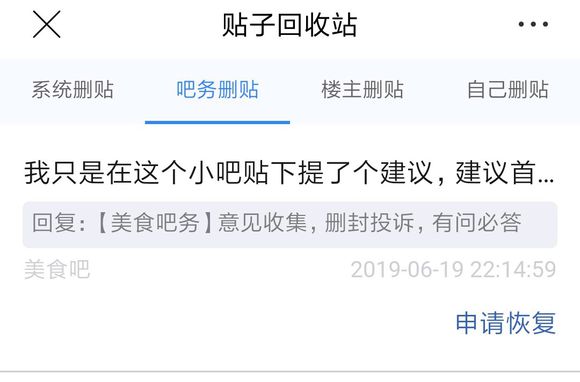 贴子回收站
系统删贴 吧务删贴 楼主删贴 自己删贴
我只是在这个小吧贴下提了个建议，建议首...
回复：【美食吧务】意见收集，删封投诉，有问必答
美食吧 2019-06-19 22:14:59
申请恢复